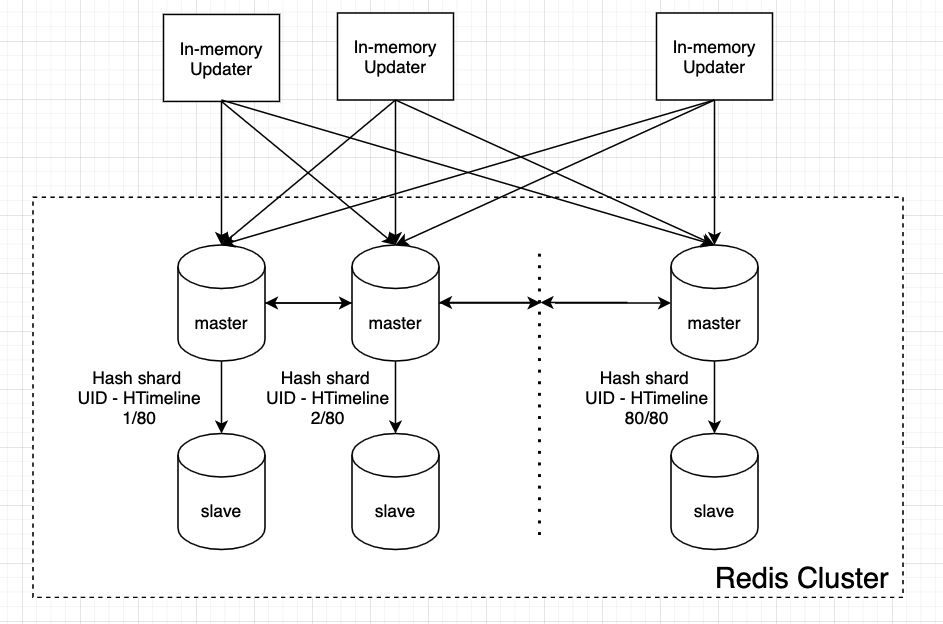 In-memory
Updater
In-memory
Updater
In-memory
Updater
master
master
master
Hash shard
UID - HTimeline
1/80
Hash shard
UID - HTimeline
2/80
Hash shard
UID - HTimeline
80/80
slave
slave
slave
Redis Cluster